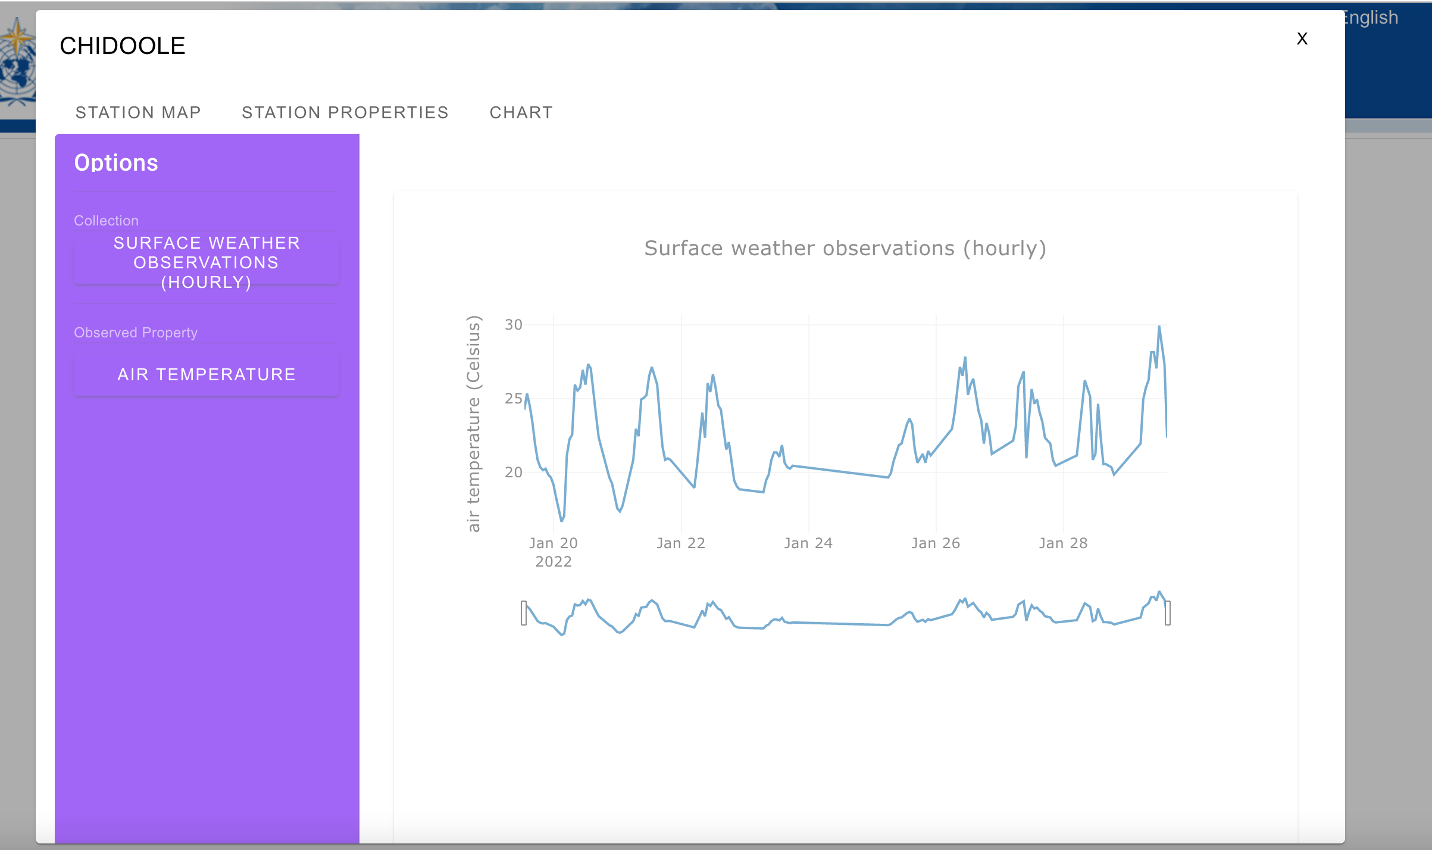 English
CHIDOOLE
X
STATION MAP
STATION PROPERTIES
CHART
Options
Collection
SURFACE WEATHER
OBSERVATIONS
(HOURLY)
Observed Property
AIR TEMPERATURE
Surface weather observations (hourly)
air temperature (Celsius)
30
25
20
Jan 20
2022
Jan 22
Jan 24
Jan 26
Jan 28